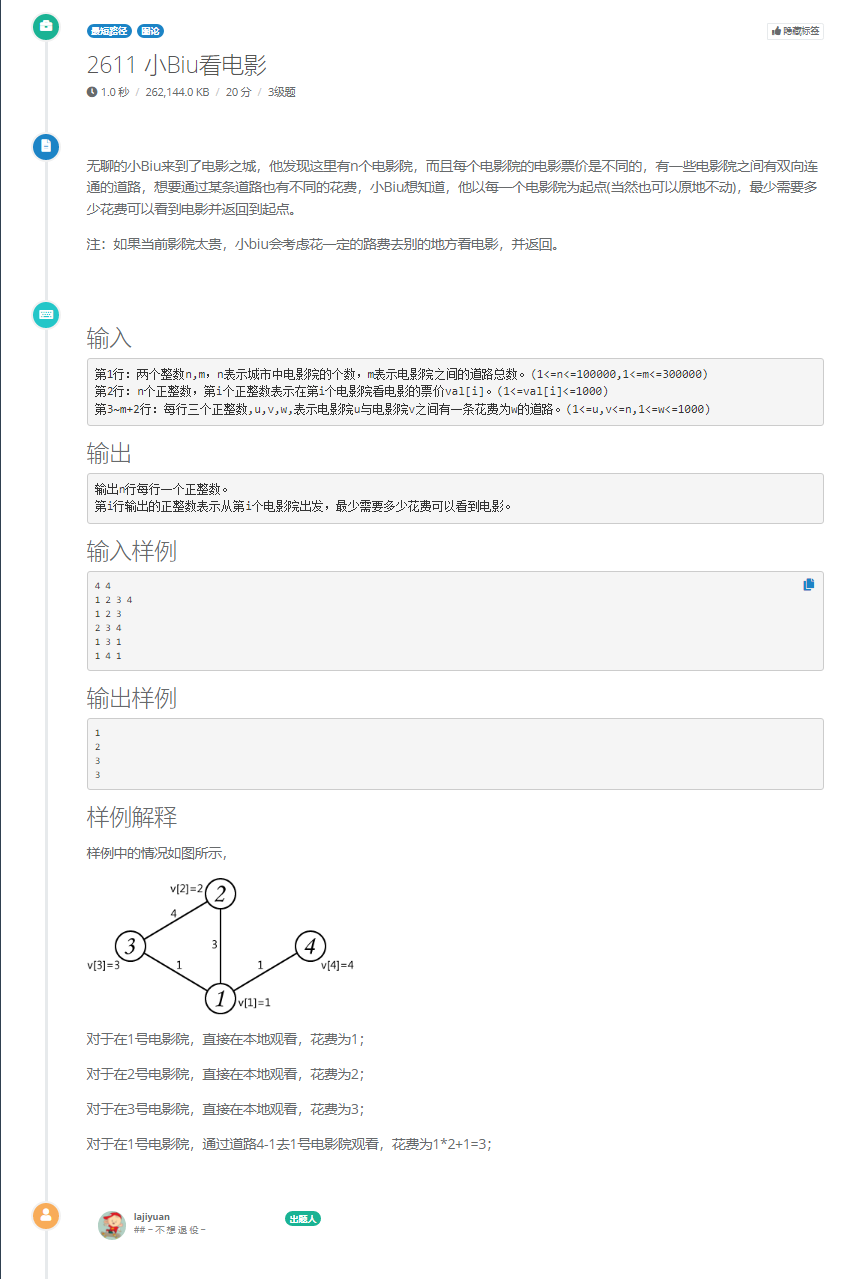 最短路径 图论 隐藏标签
2611 小Biu看电影
1.0 秒 / 262,144.0 KB / 20 分 / 3级题
无聊的小Biu来到了电影之城，他发现这里有n个电影院，而且每个电影院的电影票价是不同的，有一些电影院之间有双向连
通的道路，想要通过某条道路也有不同的花费，小Biu想知道，他以每一个电影院为起点(当然也可以原地不动)，最少需要多
少花费可以看到电影并返回到起点。
注：如果当前影院太贵，小biu会考虑花一定的路费去别的地方看电影，并返回。
输入
第1行：两个整数n,m，n表示城市中电影院的个数，m表示电影院之间的道路总数。(1<=n<=100000,1<=m<=300000)
第2行：n个正整数，第i个正整数表示在第i个电影院看电影的票价val[i]。(1<=val[i]<=1000)
第3~m+2行：每行三个正整数,u,v,w,表示电影院u与电影院v之间有一条花费为w的道路。(1<=u,v<=n,1<=w<=1000)
输出
输出n行每行一个正整数。
第i行输出的正整数表示从第i个电影院出发，最少需要多少花费可以看到电影。
输入样例
4 4
1 2 3 4
1 2 3
2 3 4
1 3 1
1 4 1
输出样例
1
2
3
3
样例解释
样例中的情况如图所示，
v[2]=2 2
4
3 3 4
v[3]=3 1 1 v[4]=4
1 v[1]=1
对于在1号电影院，直接在本地观看，花费为1；
对于在2号电影院，直接在本地观看，花费为2；
对于在3号电影院，直接在本地观看，花费为3；
对于在1号电影院，通过道路4-1去1号电影院观看，花费为1*2+1=3；
lajiyuan 出题人
## ~ 不 想 退 役 ~